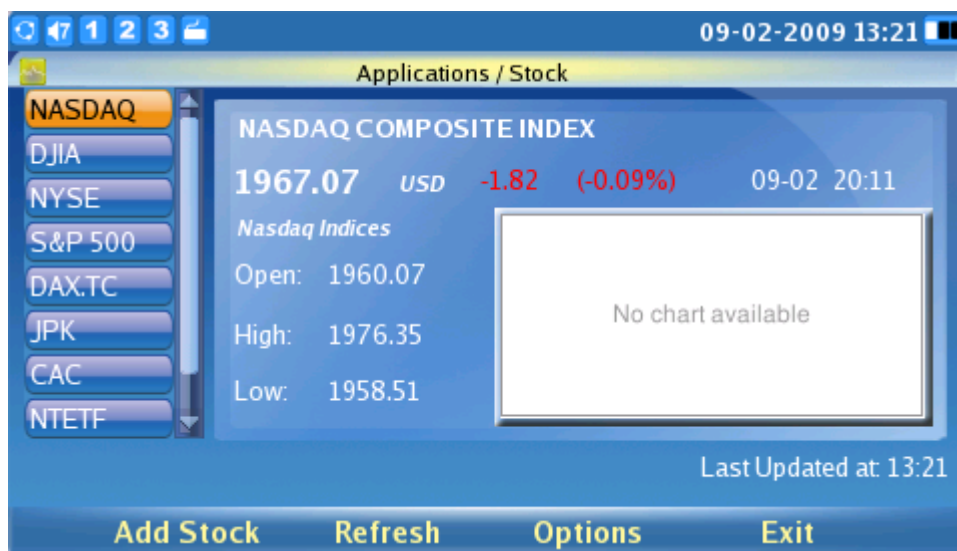 7 1 2 3 09-02-2009 13:21
Applications / Stock
NASDAQ
DJIA
NYSE
S&P 500
DAX.TC
JPK
CAC
NTETF
NASDAQ COMPOSITE INDEX
1967.07 USD -1.82 (-0.09%) 09-02 20:11
Nasdaq Indices
Open: 1960.07
High: 1976.35
Low: 1958.51
No chart available
Last Updated at: 13:21
Add Stock Refresh Options Exit